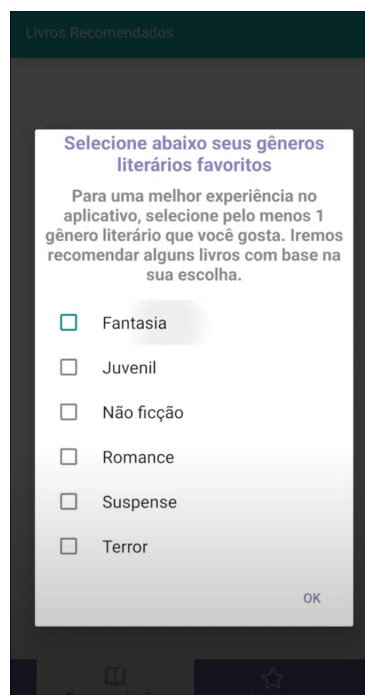 Livros Recomendados
Selecione abaixo seus gêneros
literários favoritos
Para uma melhor experiência no
aplicativo, selecione pelo menos 1
gênero literário que você gosta. Iremos
recomendar alguns livros com base na
sua escolha.
Fantasia
Juvenil
Não ficção
Romance
Suspense
Terror
OK